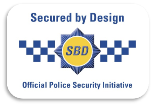 Secured by Design
SBD
Official Police Security Initiative